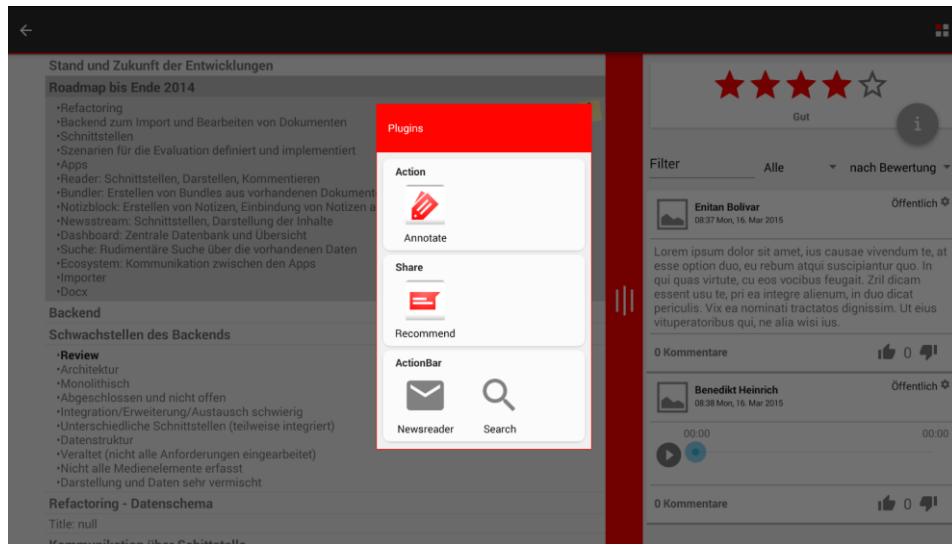 Stand und Zukunft der Entwicklungen
Roadmap bis Ende 2014
•Refactoring
•Backend zum Import und Bearbeiten von Dokumenten
•Schnittstellen
•Szenarien für die Evaluation definiert und implementiert
•Apps
•Reader: Schnittstellen, Darstellen, Kommentieren
•Bundler: Erstellen von Bundles aus vorhandenen Dokument
•Notizblock: Erstellen von Notizen, Einbindung von Notizen a
•Newsstream: Schnittstellen, Darstellung der Inhalte
•Dashboard: Zentrale Datenbank und Übersicht
•Suche: Rudimentäre Suche über die vorhandenen Daten
•Ecosystem: Kommunikation zwischen den Apps
•Importer
•Docx
Backend
Schwachstellen des Backends
•Review
•Architektur
•Monolithisch
•Abgeschlossen und nicht offen
•Integration/Erweiterung/Austausch schwierig
•Unterschiedliche Schnittstellen (teilweise integriert)
•Datenstruktur
•Veraltet (nicht alle Anforderungen eingearbeitet)
•Nicht alle Medienelemente erfasst
•Darstellung und Daten sehr vermischt
Refactoring - Datenschema
Title: null
Kommunikation über Schittstelle
Plugins
Action
Annotate
Share
Recommend
ActionBar
Newsreader Search
Gut
i
Filter Alle nach Bewertung
Enitan Bolivar Öffentlich
08:37 Mon, 16. Mar 2015
Lorem ipsum dolor sit amet, ius causae vivendum te, at
esse option duo, eu rebum atqui suscipiantur quo. In
qui quas virtute, cu eos vocibus feugait. Zril dicam
essent usu te, pri ea integre alienum, in duo dicat
periculis. Vix ea nominati tractatos dignissim. Ut eius
vituperatoribus qui, ne alia wisi ius.
0 Kommentare 0
Benedikt Heinrich Öffentlich
08:38 Mon, 16. Mar 2015
00:00 00:00
0 Kommentare 0